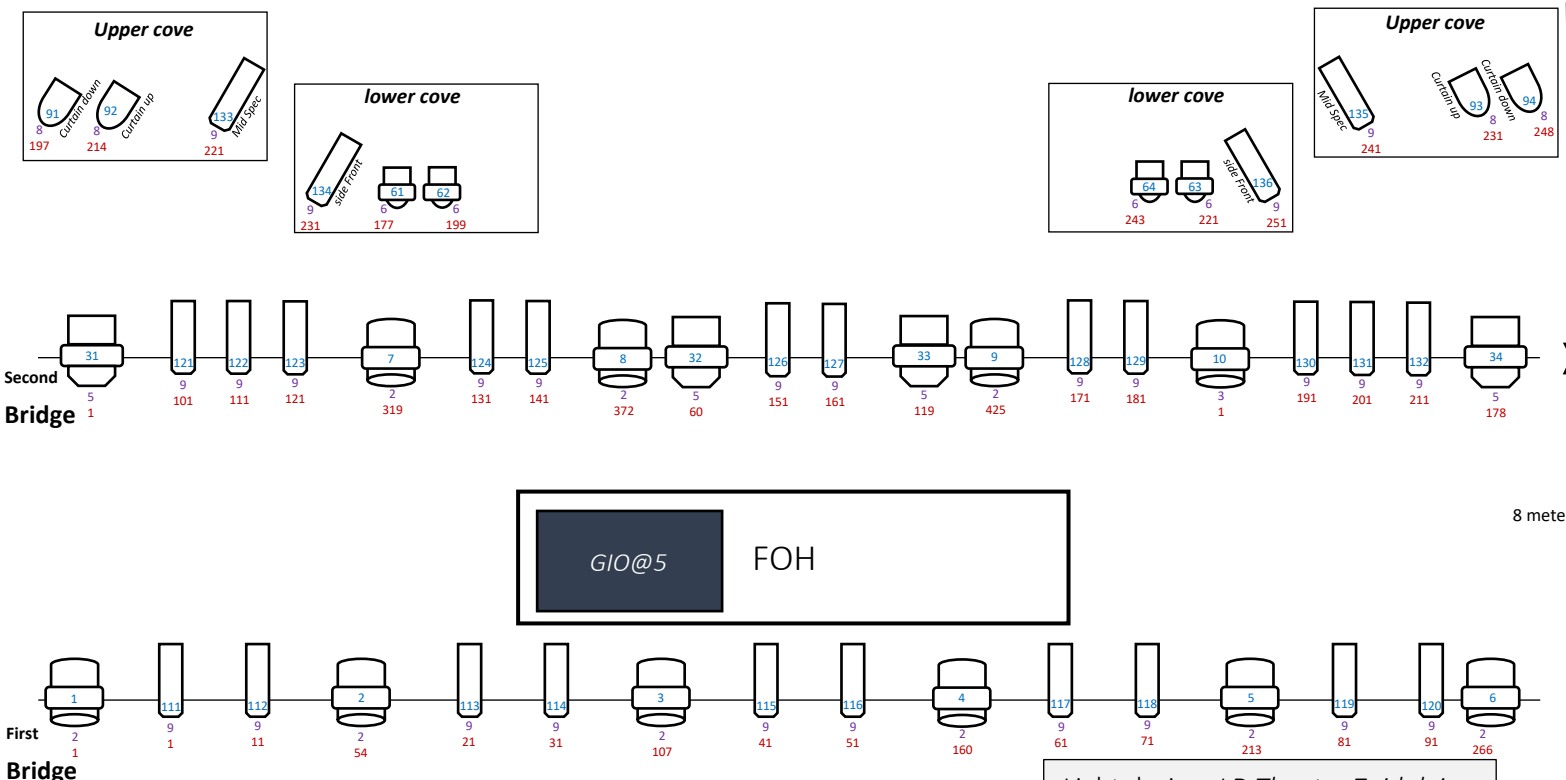 Upper cove
91
Curtain down
8
197
92
Curtain up
8
214
133
Mid Spec
9
221
lower cove
134
side Front
9
231
61
6
177
62
6
199
lower cove
64
6
243
63
6
221
side Front
136
9
251
Upper cove
135
Mid Spec
9
241
Curtain up
93
8
231
Curtain down
94
8
248
31 121 122 123 7 124 125 8 32 126 127 33 9 128 129 10 130 131 132 34
Second
5 9 9 9 2 9 9 2 5 9 9 5 2 9 9 3 9 9 9 5
Bridge
1 101 111 121 319 131 141 372 60 151 161 119 425 171 181 1 191 201 211 178
GIO@5 FOH
8 mete
1 111 112 2 113 114 3 115 116 4 117 118 5 119 120 6
First
2 9 9 2 9 9 2 9 9 2 9 9 2 9 9 2
1 1 11 54 21 31 107 41 51 160 61 71 213 81 91 266
Bridge